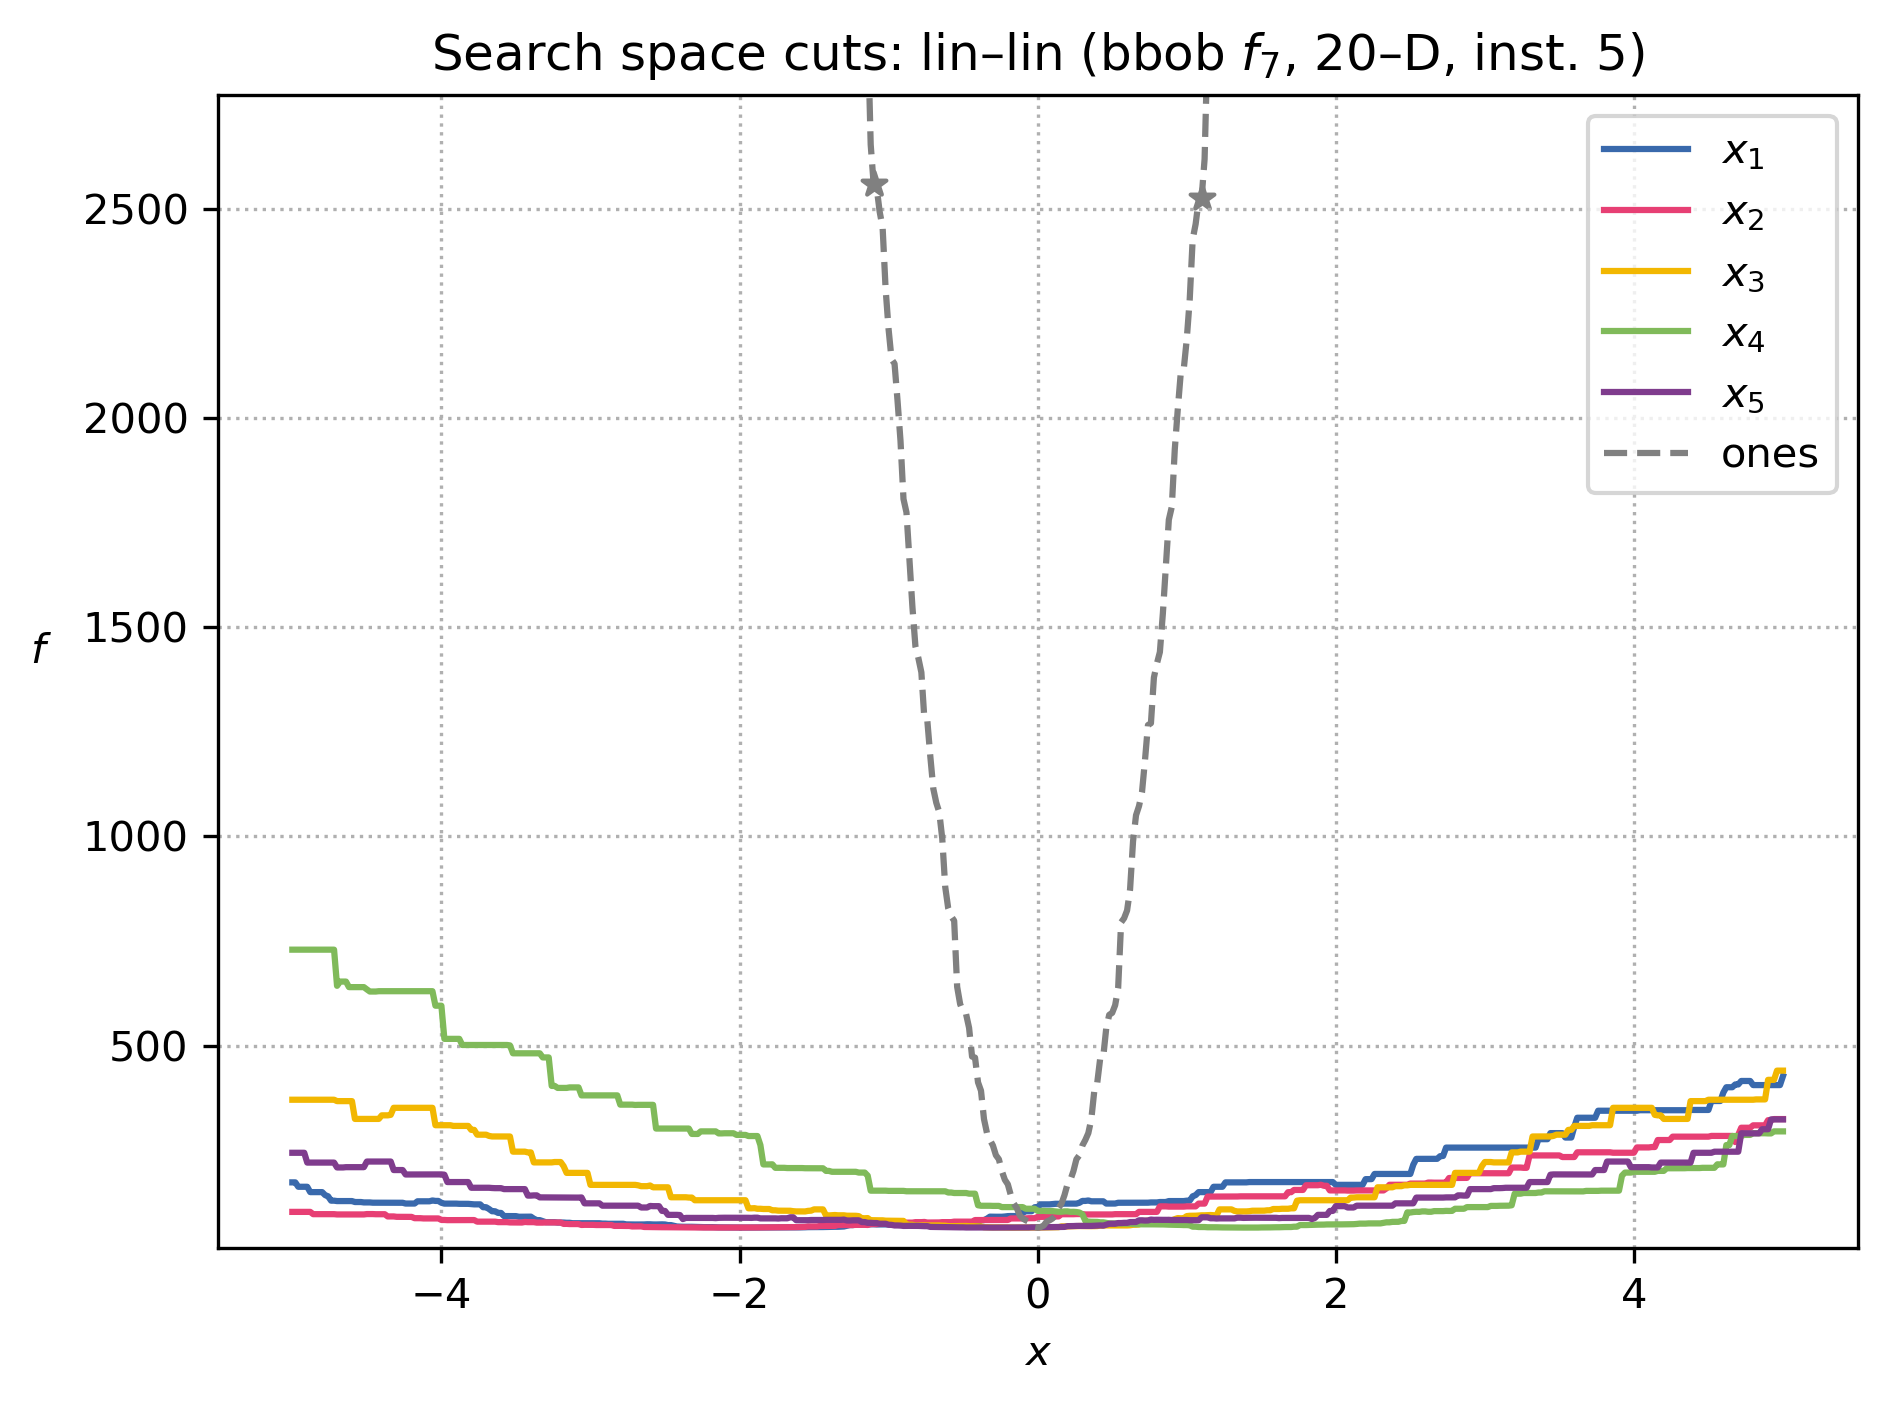 Search space cuts: lin–lin (bbob f₇, 20–D, inst. 5)
x₁
x₂
x₃
x₄
x₅
ones
2500
2000
1500
1000
500
f
−4
−2
0
2
4
x